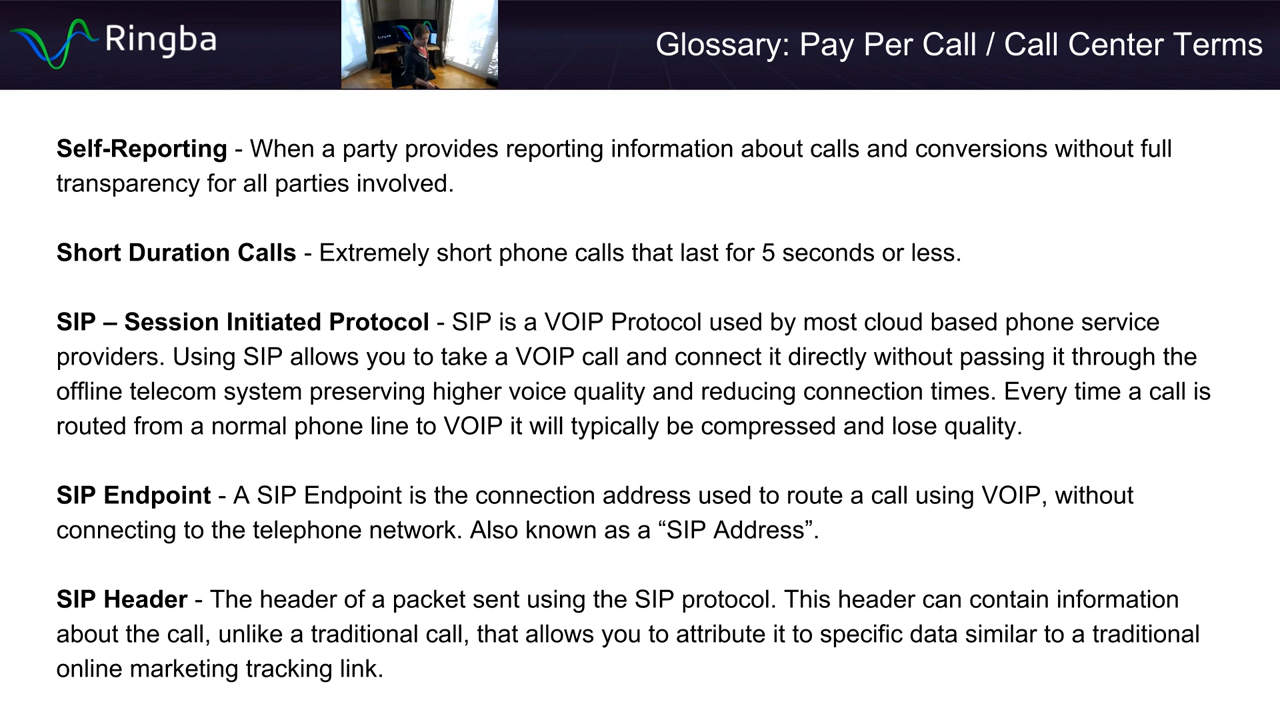 Ringba
Glossary: Pay Per Call / Call Center Terms
Self-Reporting - When a party provides reporting information about calls and conversions without full
transparency for all parties involved.
Short Duration Calls - Extremely short phone calls that last for 5 seconds or less.
SIP – Session Initiated Protocol - SIP is a VOIP Protocol used by most cloud based phone service
providers. Using SIP allows you to take a VOIP call and connect it directly without passing it through the
offline telecom system preserving higher voice quality and reducing connection times. Every time a call is
routed from a normal phone line to VOIP it will typically be compressed and lose quality.
SIP Endpoint - A SIP Endpoint is the connection address used to route a call using VOIP, without
connecting to the telephone network. Also known as a “SIP Address”.
SIP Header - The header of a packet sent using the SIP protocol. This header can contain information
about the call, unlike a traditional call, that allows you to attribute it to specific data similar to a traditional
online marketing tracking link.